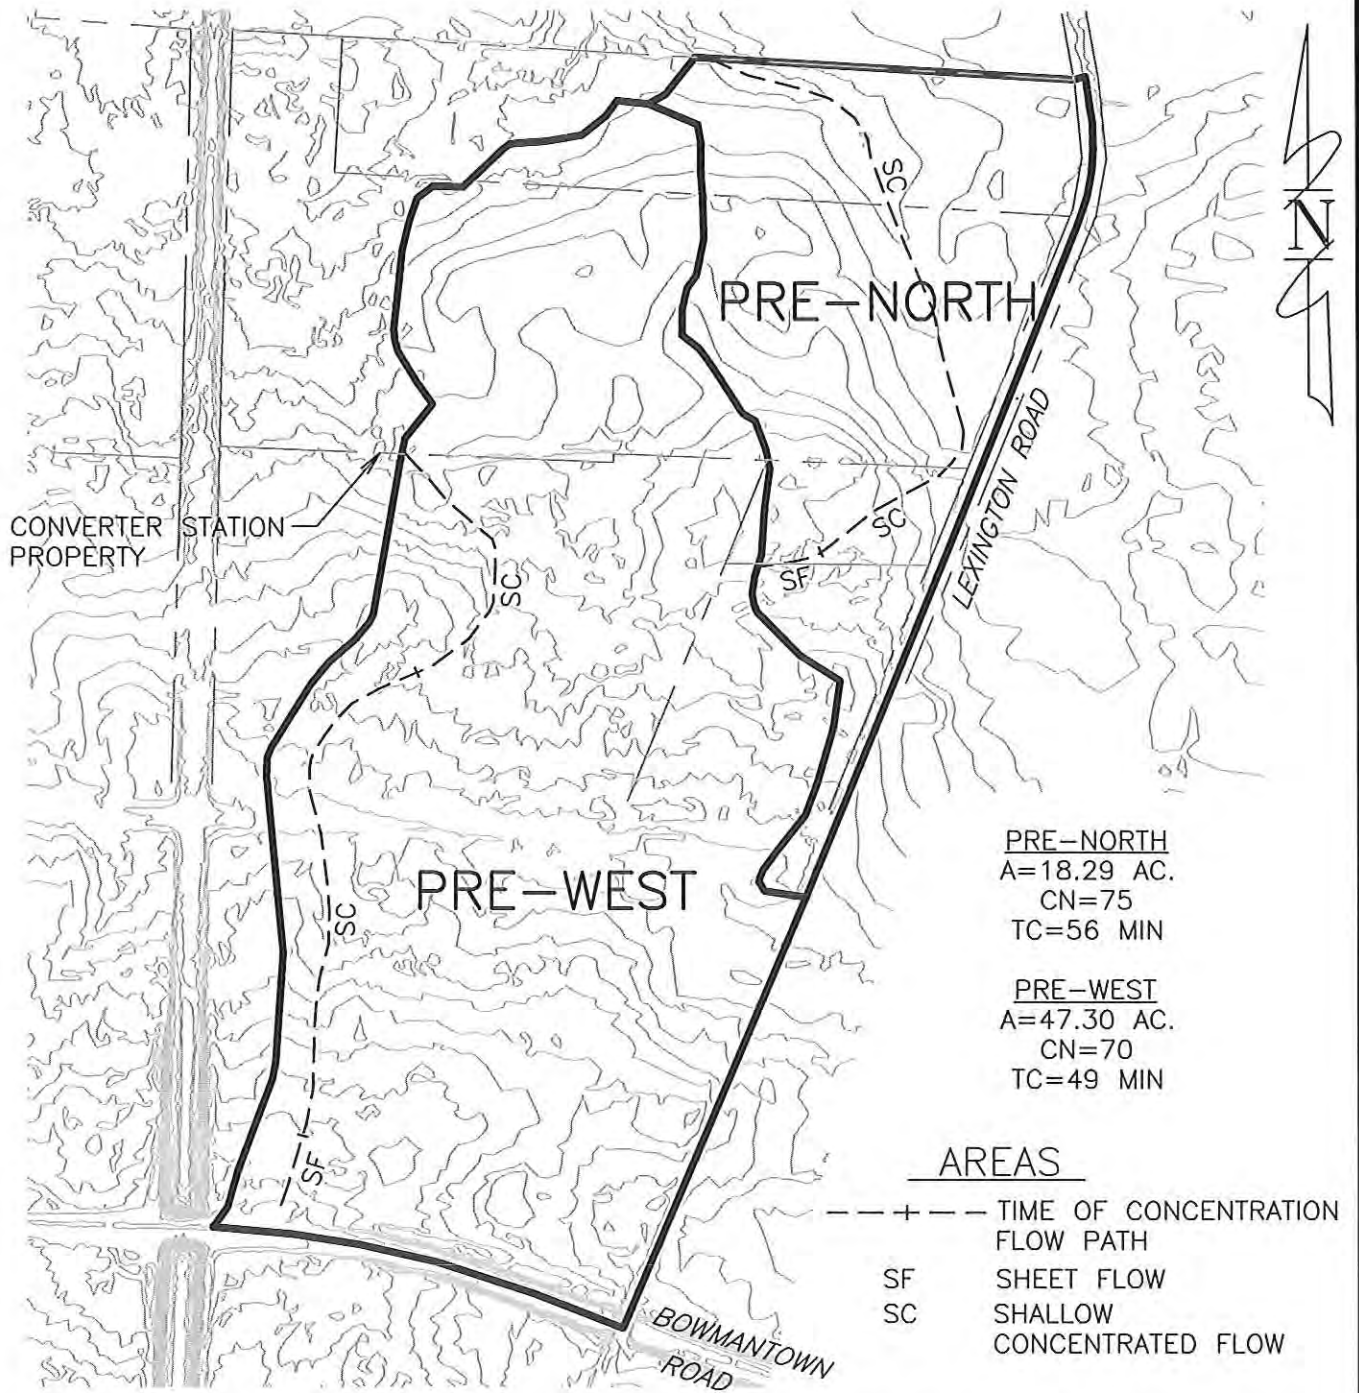 N
SC
PRE-NORTH
LEXINGTON ROAD
CONVERTER STATION
PROPERTY
SC
SF
SC
PRE-WEST
SC
SF
PRE-NORTH
A=18.29 AC.
CN=75
TC=56 MIN
PRE-WEST
A=47.30 AC.
CN=70
TC=49 MIN
AREAS
TIME OF CONCENTRATION
FLOW PATH
SF SHEET FLOW
SC SHALLOW
CONCENTRATED FLOW
BOWMANTOWN
ROAD